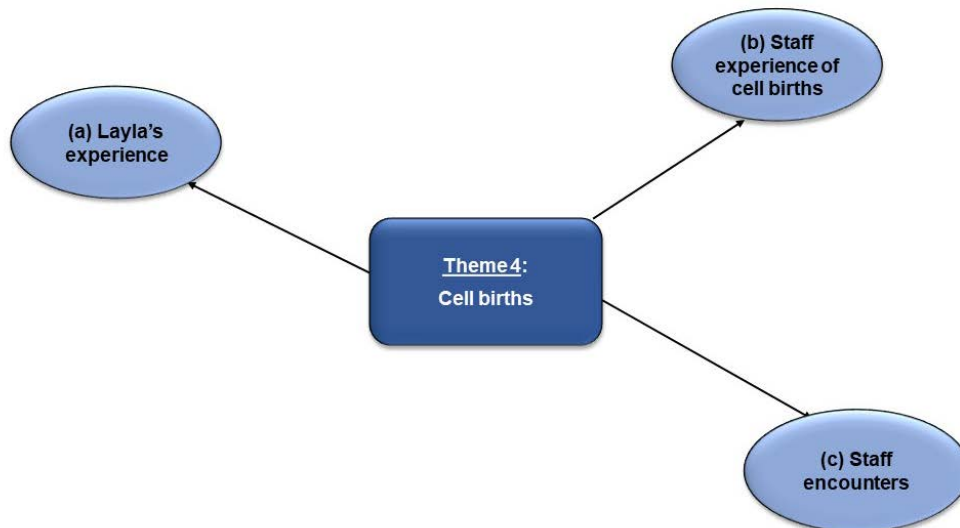 (b) Staff
experience of
cell births
(a) Layla’s
experience
Theme 4:
Cell births
(c) Staff
encounters